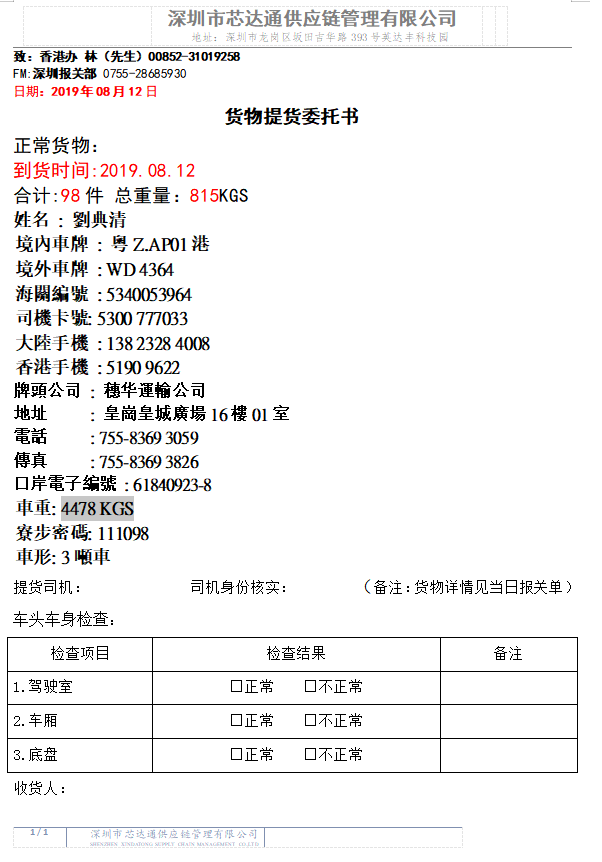 深圳市芯达通供应链管理有限公司
地址：深圳市龙岗区坂田吉华路 393 号英达丰科技园
致：香港办 林（先生）00852-31019258
FM:深圳报关部 0755-28685930
日期：2019 年 08 月 12 日
货物提货委托书
正常货物：
到货时间:2019.08.12
合计:98 件 总重量：815KGS
姓名 ： 劉典清
境内車牌 ： 粤 Z.AP01 港
境外車牌 : WD 4364
海關編號 : 5340053964
司機卡號: 5300 777033
大陸手機 : 138 2328 4008
香港手機 : 5190 9622
牌頭公司 ： 穗华運輸公司
地址 ： 皇崗皇城廣場 16 樓 01 室
電話 : 755-8369 3059
傳真 : 755-8369 3826
口岸電子編號 : 61840923-8
車重: 4478 KGS
寮步密碼: 111098
車形: 3 噸車
提货司机： 司机身份核实： （备注：货物详情见当日报关单）
车头车身检查：
检查项目 检查结果 备注
1.驾驶室 □正常 □不正常
2.车厢 □正常 □不正常
3.底盘 □正常 □不正常
收货人：
1 / 1 深圳市芯达通供应链管理有限公司
SHENZHEN XINDATONG SUPPLY CHAIN MANAGEMENT CO.,LTD